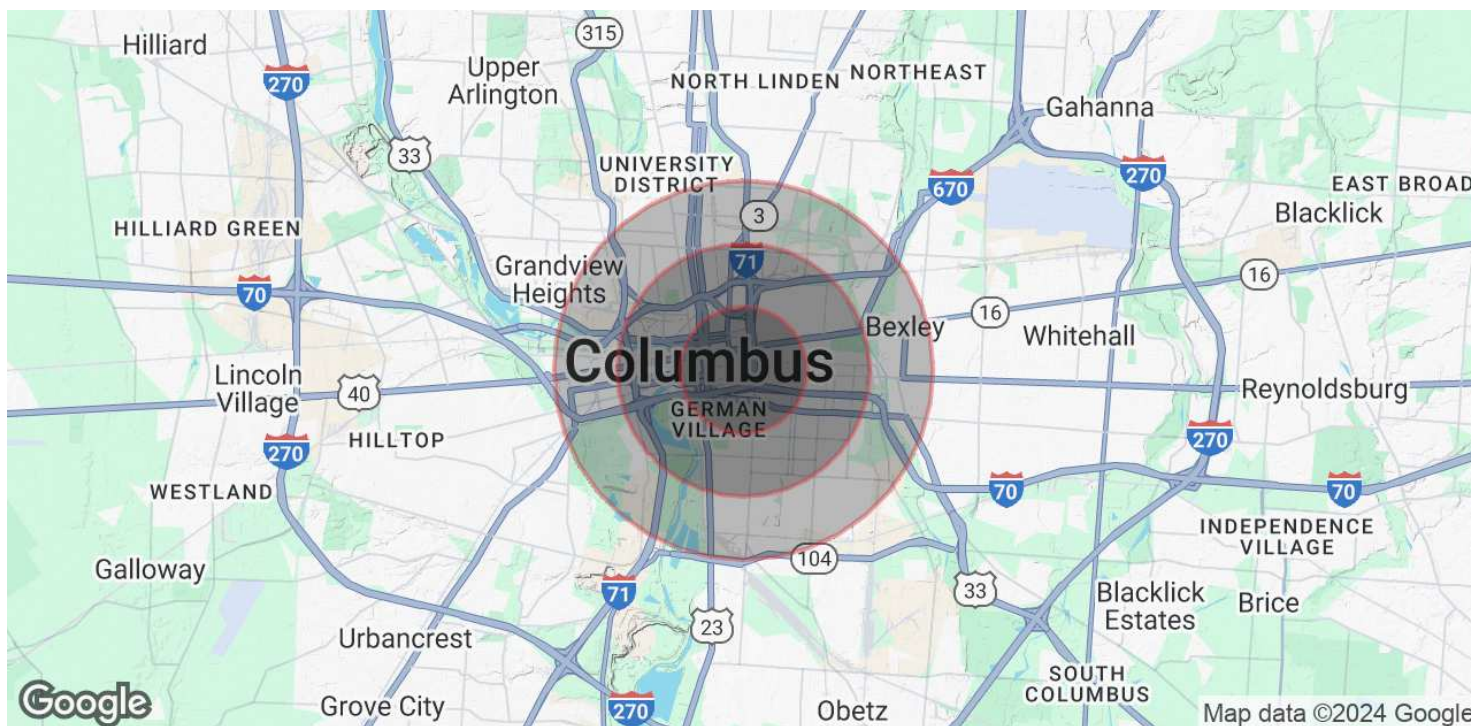 315
Hilliard
Upper
Arlington
270
NORTH LINDEN
NORTHEAST
Gahanna
33
UNIVERSITY
DISTRICT
670
270
EAST BROAD
Blacklick
3
HILLIARD GREEN
Grandview
Heights
71
16
70
16
Bexley
Whitehall
Columbus
Lincoln
Village
40
Reynoldsburg
GERMAN
VILLAGE
HILLTOP
270
270
WESTLAND
70
70
INDEPENDENCE
VILLAGE
Galloway
104
71
33
Blacklick
Estates
Brice
Urbancrest
23
SOUTH
COLUMBUS
Google
Grove City
270
Obetz
Map data ©2024 Google